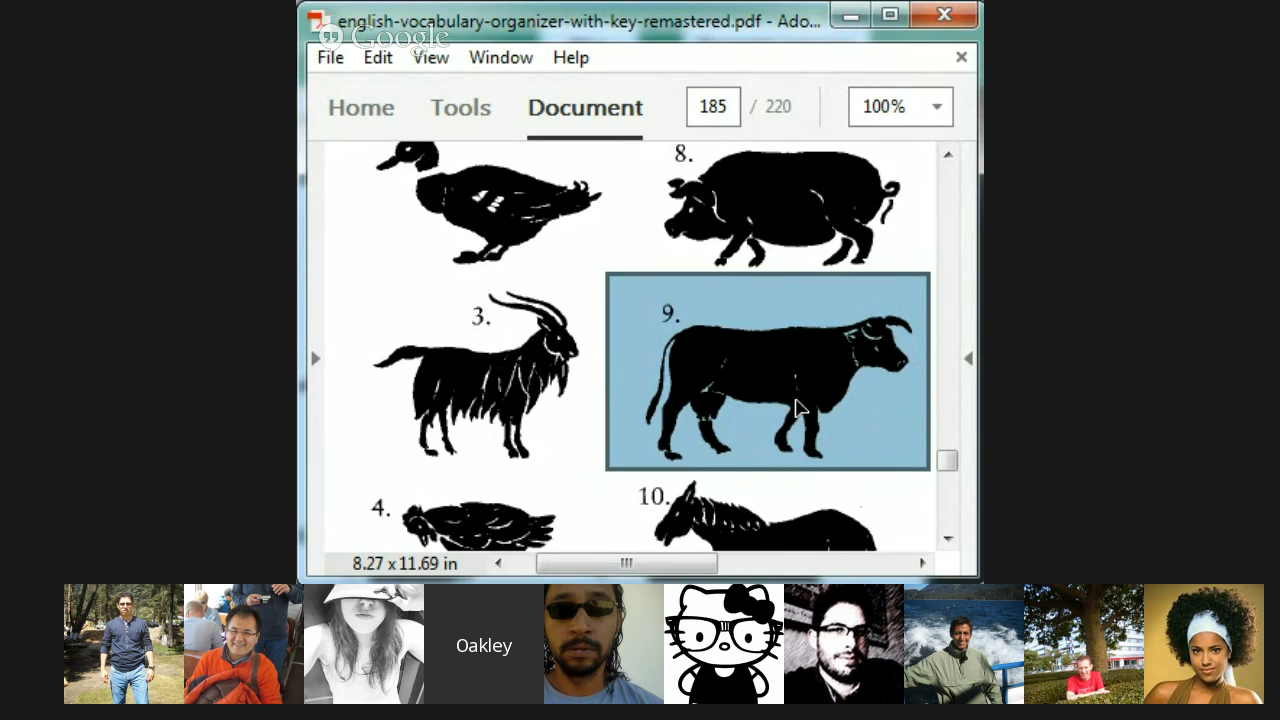 english-vocabulary-organizer-with-key-remastered.pdf - Ado...
Google
File Edit View Window Help
Home Tools Document 185 / 220 100%
8.
3.
9.
4.
10.
8.27 x 11.69 in
Oakley